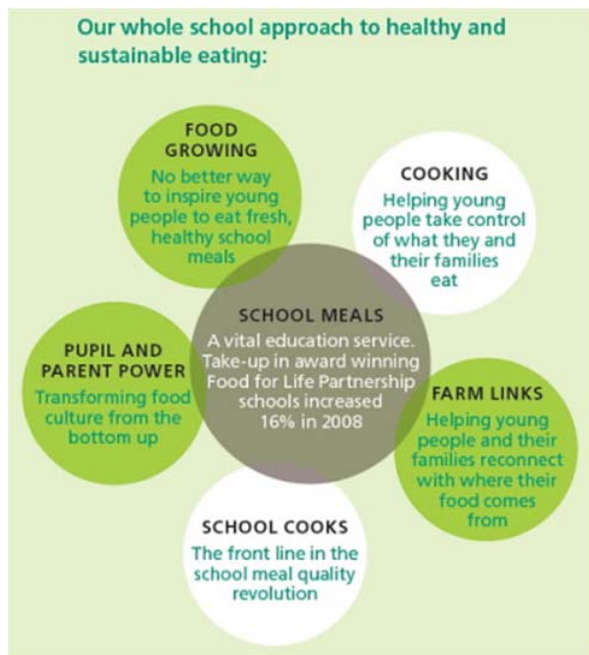 Our whole school approach to healthy and
sustainable eating:
FOOD
GROWING
No better way
to inspire young
people to eat fresh,
healthy school
meals
COOKING
Helping young
people take control
of what they and
their families
eat
SCHOOL MEALS
A vital education service.
Take-up in award winning
Food for Life Partnership
schools increased
16% in 2008
PUPIL AND
PARENT POWER
Transforming food
culture from the
bottom up
FARM LINKS
Helping young
people and their
families reconnect
with where their
food comes
from
SCHOOL COOKS
The front line in the
school meal quality
revolution